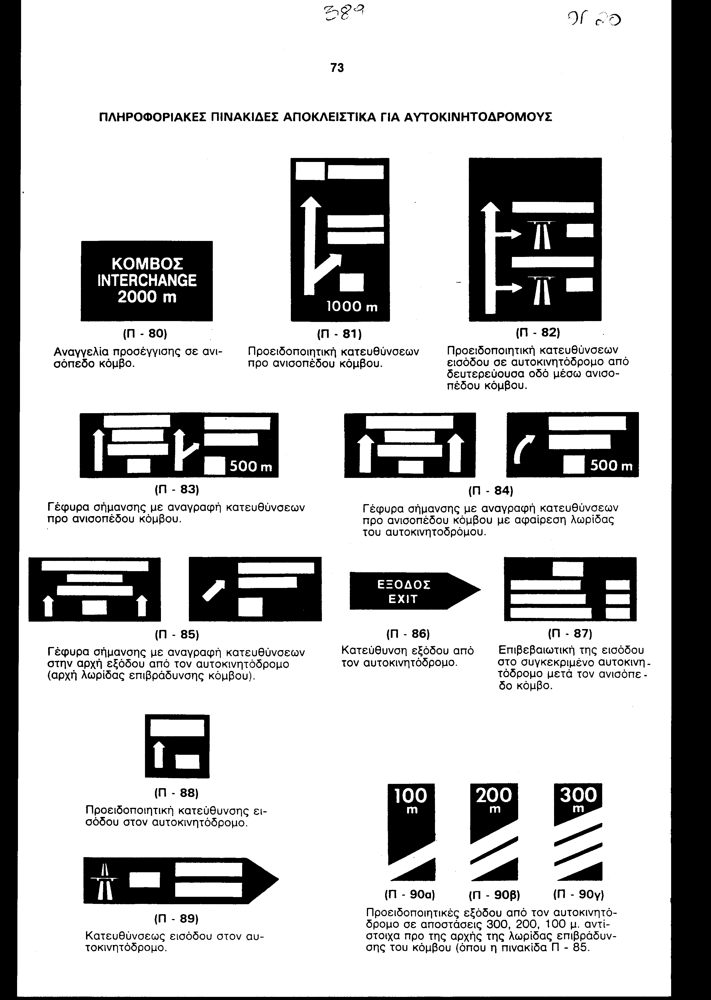 389
73
ΠΛΗΡΟΦΟΡΙΑΚΕΣ ΠΙΝΑΚΙΔΕΣ ΑΠΟΚΛΕΙΣΤΙΚΑ ΓΙΑ ΑΥΤΟΚΙΝΗΤΟΔΡΟΜΟΥΣ
ΚΟΜΒΟΣ
INTERCHANGE
2000 m
1000 m
(Π - 80)
Αναγγελία προσέγγισης σε ανι-
σόπεδο κόμβο.
(Π - 81)
Προειδοποιητική κατευθύνσεων
προ ανισοπέδου κόμβου.
(Π - 82)
Προειδοποιητική κατευθύνσεων
εισόδου σε αυτοκινητόδρομο από
δευτερεύουσα οδό μέσω ανισο-
πέδου κόμβου.
500 m
500 m
(Π - 83)
Γέφυρα σήμανσης με αναγραφή κατευθύνσεων
προ ανισοπέδου κόμβου.
(Π - 84)
Γέφυρα σήμανσης με αναγραφή κατευθύνσεων
προ ανισοπέδου κόμβου με αφαίρεση λωρίδας
του αυτοκινητοδρόμου.
ΕΞΟΔΟΣ
EXIT
(Π - 85)
Γέφυρα σήμανσης με αναγραφή κατευθύνσεων
στην αρχή εξόδου από τον αυτοκινητόδρομο
(αρχή λωρίδας επιβράδυνσης κόμβου).
(Π - 86)
Κατεύθυνση εξόδου από
τον αυτοκινητόδρομο.
(Π - 87)
Επιβεβαιωτική της εισόδου
στο συγκεκριμένο αυτοκινη-
τόδρομο μετά τον ανισόπε-
δο κόμβο.
(Π - 88)
Προειδοποιητική κατεύθυνσης ει-
σόδου στον αυτοκινητόδρομο.
100
m
200
m
300
m
(Π - 89)
Κατευθύνσεως εισόδου στον αυ-
τοκινητόδρομο.
(Π - 90α)
(Π - 90β)
(Π - 90γ)
Προειδοποιητικές εξόδου από τον αυτοκινητό-
δρομο σε αποστάσεις 300, 200, 100 μ. αντί-
στοιχα προ της αρχής της λωρίδας επιβράδυν-
σης του κόμβου (όπου η πινακίδα Π - 85.